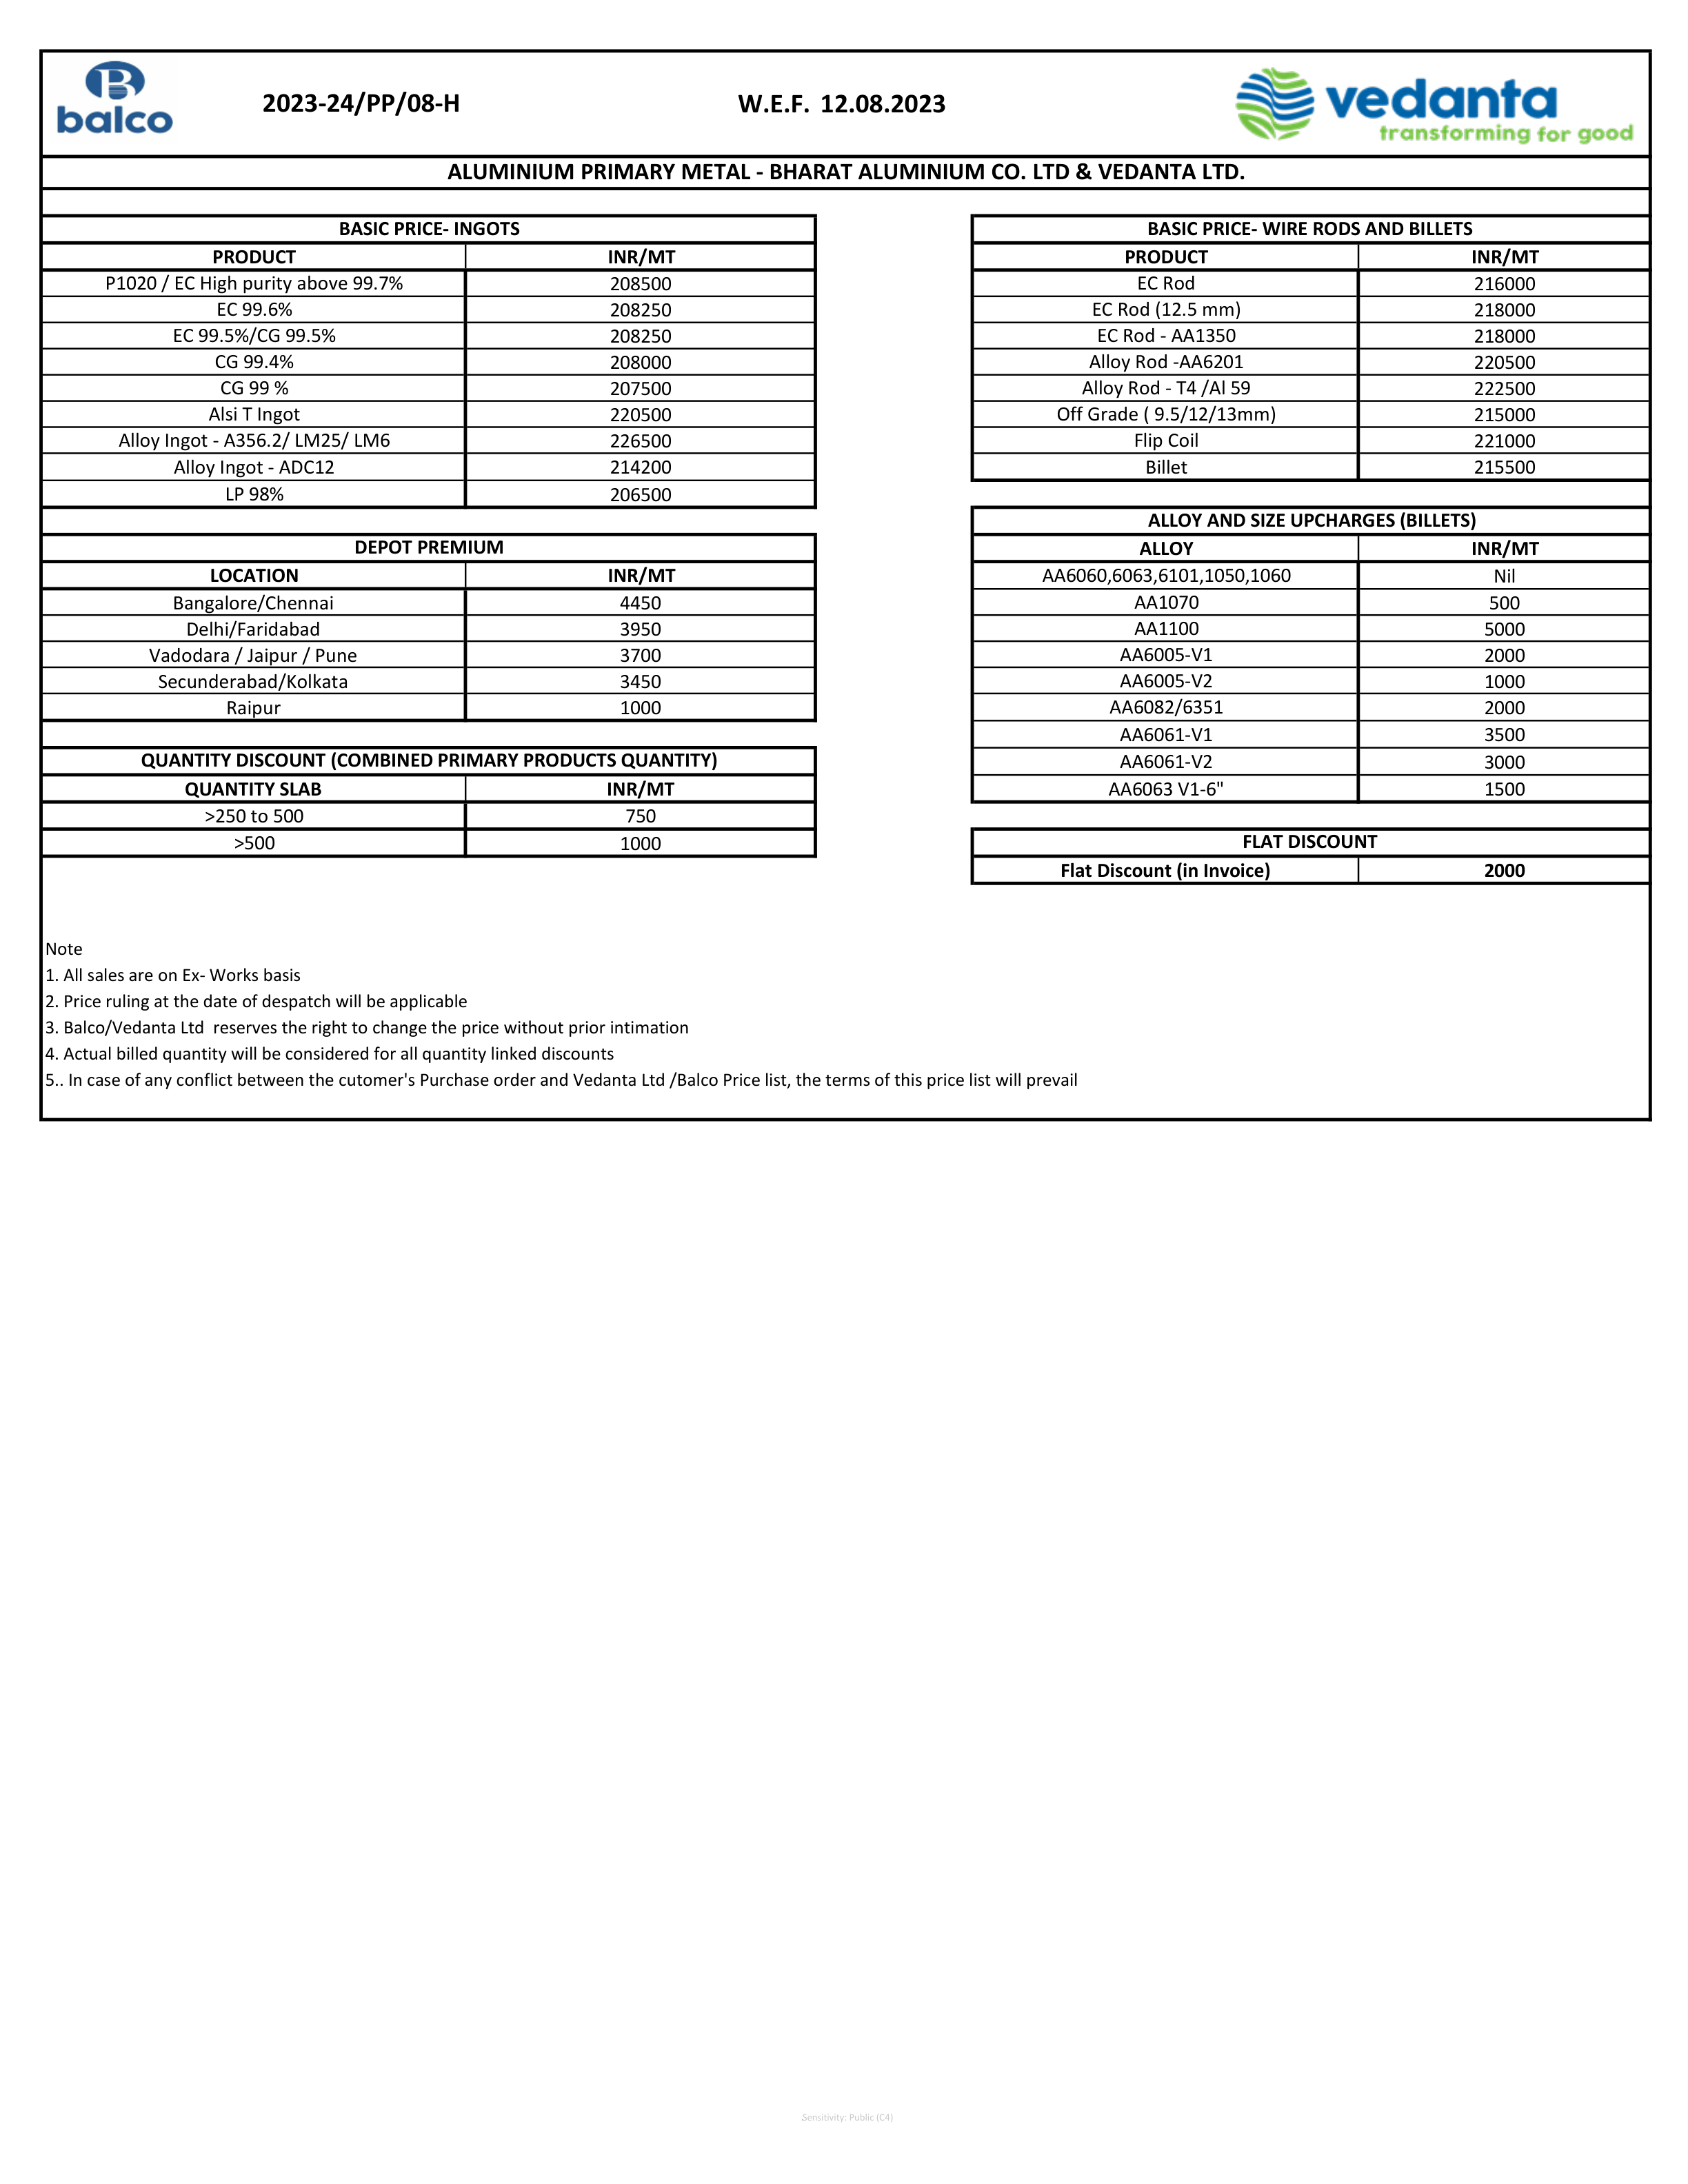 B
balco
2023-24/PP/08-H
W.E.F. 12.08.2023
vedanta
transforming for good
ALUMINIUM PRIMARY METAL - BHARAT ALUMINIUM CO. LTD & VEDANTA LTD.
BASIC PRICE- INGOTS
PRODUCT INR/MT
P1020 / EC High purity above 99.7% 208500
EC 99.6% 208250
EC 99.5%/CG 99.5% 208250
CG 99.4% 208000
CG 99 % 207500
Alsi T Ingot 220500
Alloy Ingot - A356.2/ LM25/ LM6 226500
Alloy Ingot - ADC12 214200
LP 98% 206500
DEPOT PREMIUM
LOCATION INR/MT
Bangalore/Chennai 4450
Delhi/Faridabad 3950
Vadodara / Jaipur / Pune 3700
Secunderabad/Kolkata 3450
Raipur 1000
QUANTITY DISCOUNT (COMBINED PRIMARY PRODUCTS QUANTITY)
QUANTITY SLAB INR/MT
>250 to 500 750
>500 1000
BASIC PRICE- WIRE RODS AND BILLETS
PRODUCT INR/MT
EC Rod 216000
EC Rod (12.5 mm) 218000
EC Rod - AA1350 218000
Alloy Rod -AA6201 220500
Alloy Rod - T4 /Al 59 222500
Off Grade ( 9.5/12/13mm) 215000
Flip Coil 221000
Billet 215500
ALLOY AND SIZE UPCHARGES (BILLETS)
ALLOY INR/MT
AA6060,6063,6101,1050,1060 Nil
AA1070 500
AA1100 5000
AA6005-V1 2000
AA6005-V2 1000
AA6082/6351 2000
AA6061-V1 3500
AA6061-V2 3000
AA6063 V1-6" 1500
FLAT DISCOUNT
Flat Discount (in Invoice) 2000
Note
1. All sales are on Ex- Works basis
2. Price ruling at the date of despatch will be applicable
3. Balco/Vedanta Ltd  reserves the right to change the price without prior intimation
4. Actual billed quantity will be considered for all quantity linked discounts
5.. In case of any conflict between the cutomer's Purchase order and Vedanta Ltd /Balco Price list, the terms of this price list will prevail
Sensitivity: Public (C4)